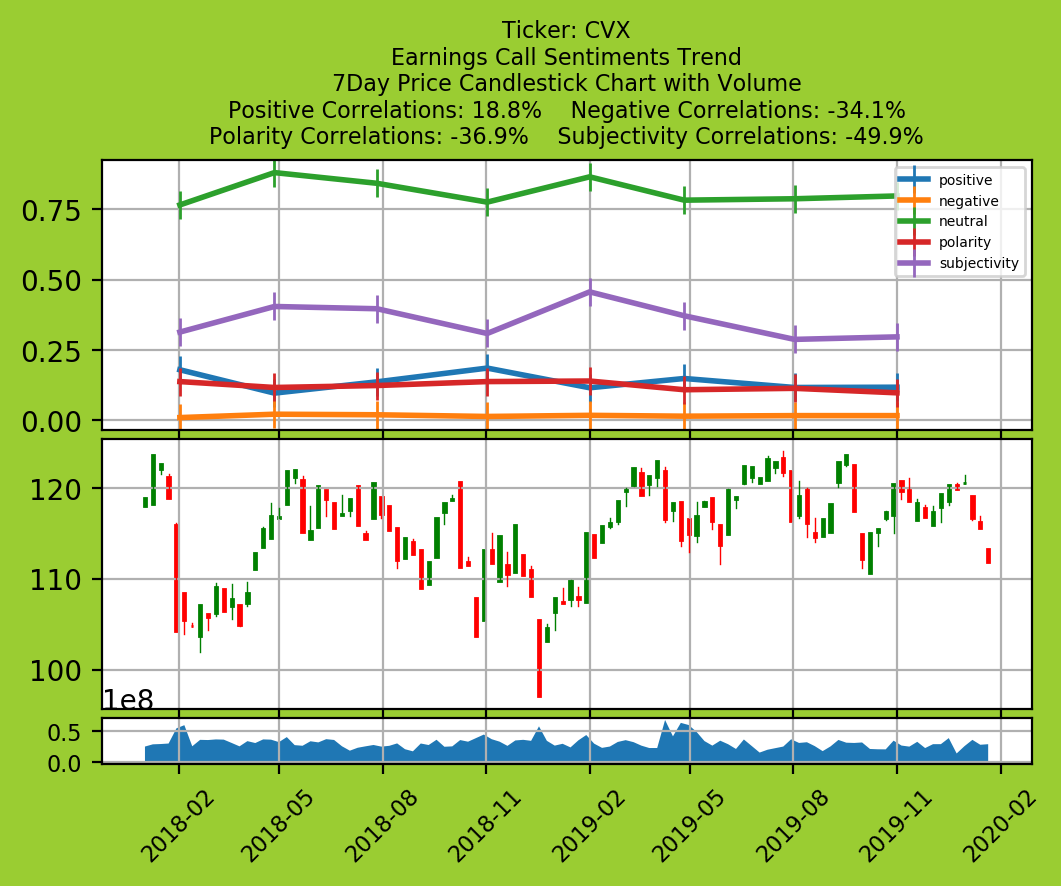 Ticker: CVX
Earnings Call Sentiments Trend
7Day Price Candlestick Chart with Volume
Positive Correlations: 18.8%    Negative Correlations: -34.1%
Polarity Correlations: -36.9%    Subjectivity Correlations: -49.9%
positive
negative
neutral
polarity
subjectivity
0.75
0.50
0.25
0.00
120
110
100
1e8
0.5
0.0
2018-02
2018-05
2018-08
2018-11
2019-02
2019-05
2019-08
2019-11
2020-02